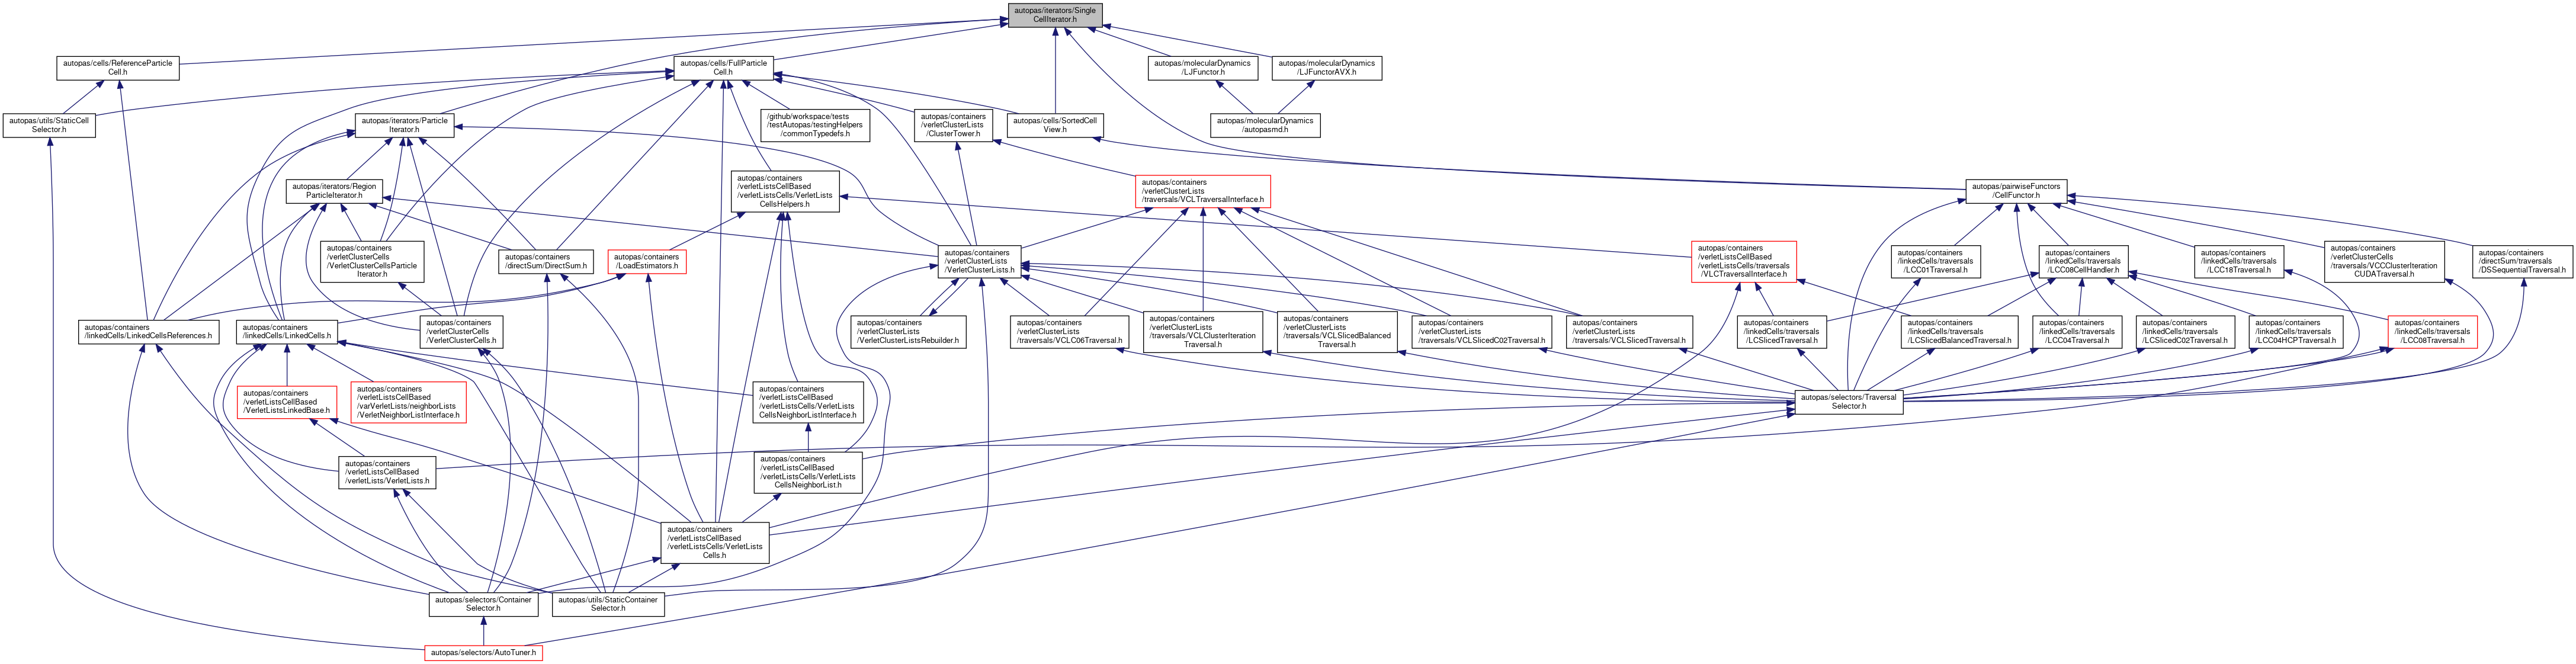 autopas/iterators/Single
CellIterator.h
autopas/cells/ReferenceParticle
Cell.h
autopas/cells/FullParticle
Cell.h
autopas/molecularDynamics
/LJFunctor.h
autopas/molecularDynamics
/LJFunctorAVX.h
autopas/utils/StaticCell
Selector.h
autopas/iterators/Particle
Iterator.h
/github/workspace/tests
/testAutopas/testingHelpers
/commonTypedefs.h
autopas/containers
/verletClusterLists
/ClusterTower.h
autopas/cells/SortedCell
View.h
autopas/molecularDynamics
/autopasmd.h
autopas/iterators/Region
ParticleIterator.h
autopas/containers
/verletListsCellBased
/verletListsCells/VerletLists
CellsHelpers.h
autopas/containers
/verletClusterLists
/traversals/VCLTraversalInterface.h
autopas/pairwiseFunctors
/CellFunctor.h
autopas/containers
/verletClusterCells
/VerletClusterCellsParticle
Iterator.h
autopas/containers
/directSum/DirectSum.h
autopas/containers
/LoadEstimators.h
autopas/containers
/verletClusterLists
/VerletClusterLists.h
autopas/containers
/verletListsCellBased
/verletListsCells/traversals
/VLCTraversalInterface.h
autopas/containers
/linkedCells/traversals
/LCC01Traversal.h
autopas/containers
/linkedCells/traversals
/LCC08CellHandler.h
autopas/containers
/linkedCells/traversals
/LCC18Traversal.h
autopas/containers
/verletClusterCells
/traversals/VCCClusterIteration
CUDATraversal.h
autopas/containers
/directSum/traversals
/DSSequentialTraversal.h
autopas/containers
/linkedCells/LinkedCellsReferences.h
autopas/containers
/linkedCells/LinkedCells.h
autopas/containers
/verletClusterCells
/VerletClusterCells.h
autopas/containers
/verletClusterLists
/VerletClusterListsRebuilder.h
autopas/containers
/verletClusterLists
/traversals/VCLC06Traversal.h
autopas/containers
/verletClusterLists
/traversals/VCLClusterIteration
Traversal.h
autopas/containers
/verletClusterLists
/traversals/VCLSlicedBalanced
Traversal.h
autopas/containers
/verletClusterLists
/traversals/VCLSlicedC02Traversal.h
autopas/containers
/verletClusterLists
/traversals/VCLSlicedTraversal.h
autopas/containers
/linkedCells/traversals
/LCSlicedTraversal.h
autopas/containers
/linkedCells/traversals
/LCSlicedBalancedTraversal.h
autopas/containers
/linkedCells/traversals
/LCC04Traversal.h
autopas/containers
/linkedCells/traversals
/LCSlicedC02Traversal.h
autopas/containers
/linkedCells/traversals
/LCC04HCPTraversal.h
autopas/containers
/linkedCells/traversals
/LCC08Traversal.h
autopas/containers
/verletListsCellBased
/VerletListsLinkedBase.h
autopas/containers
/verletListsCellBased
/varVerletLists/neighborLists
/VerletNeighborListInterface.h
autopas/containers
/verletListsCellBased
/verletListsCells/VerletLists
CellsNeighborListInterface.h
autopas/selectors/Traversal
Selector.h
autopas/containers
/verletListsCellBased
/verletLists/VerletLists.h
autopas/containers
/verletListsCellBased
/verletListsCells/VerletLists
CellsNeighborList.h
autopas/containers
/verletListsCellBased
/verletListsCells/VerletLists
Cells.h
autopas/selectors/Container
Selector.h
autopas/utils/StaticContainer
Selector.h
autopas/selectors/AutoTuner.h